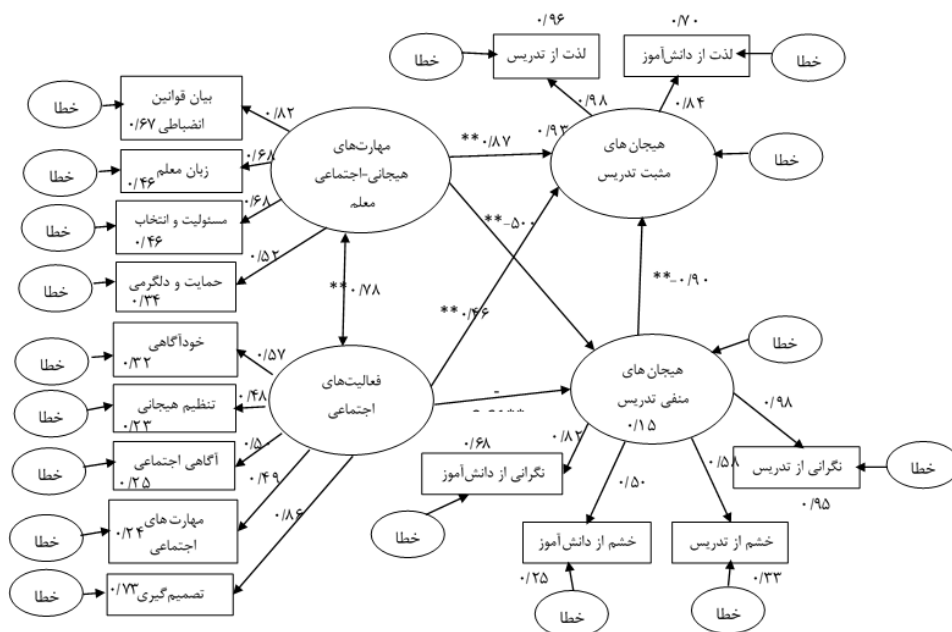 ۰/۹۶
۰/۷۰
خطا
لذت از تدریس
لذت از دانش‌آموز
خطا
۰/۹۸
۰/۸۴
خطا
بیان قوانین
انضباطی ۰/۶۷
۰/۸۲
خطا
زبان معلم
۰/۴۶
۰/۶۸
خطا
مسئولیت و انتخاب
۰/۴۶
۰/۶۸
خطا
حمایت و دلگرمی
۰/۳۴
۰/۵۲
مهارت‌های
هیجانی-اجتماعی
معلم
**۰/۸۷
۰/۹۳
هیجان‌های
مثبت تدریس
خطا
**-۵۰۰
**۰/۷۸
**۰/۴۶
**-۰/۹۰
خطا
خودآگاهی
۰/۳۲
۰/۵۷
خطا
تنظیم هیجانی
۰/۲۳
۰/۴۸
خطا
آگاهی اجتماعی
۰/۲۵
۰/۵
خطا
مهارت‌های
اجتماعی
۰/۲۴
۰/۴۹
خطا
تصمیم‌گیری
۰/۷۳
۰/۸۶
فعالیت‌های
اجتماعی
-
هیجان‌های
منفی تدریس
۰/۱۵
خطا
۰/۶۸
نگرانی از دانش‌آموز
۰/۸۲
خطا
۰/۵۰
خشم از دانش‌آموز
۰/۲۵
خطا
۰/۵۸
خشم از تدریس
۰/۳۳
خطا
۰/۹۸
نگرانی از تدریس
۰/۹۵
خطا